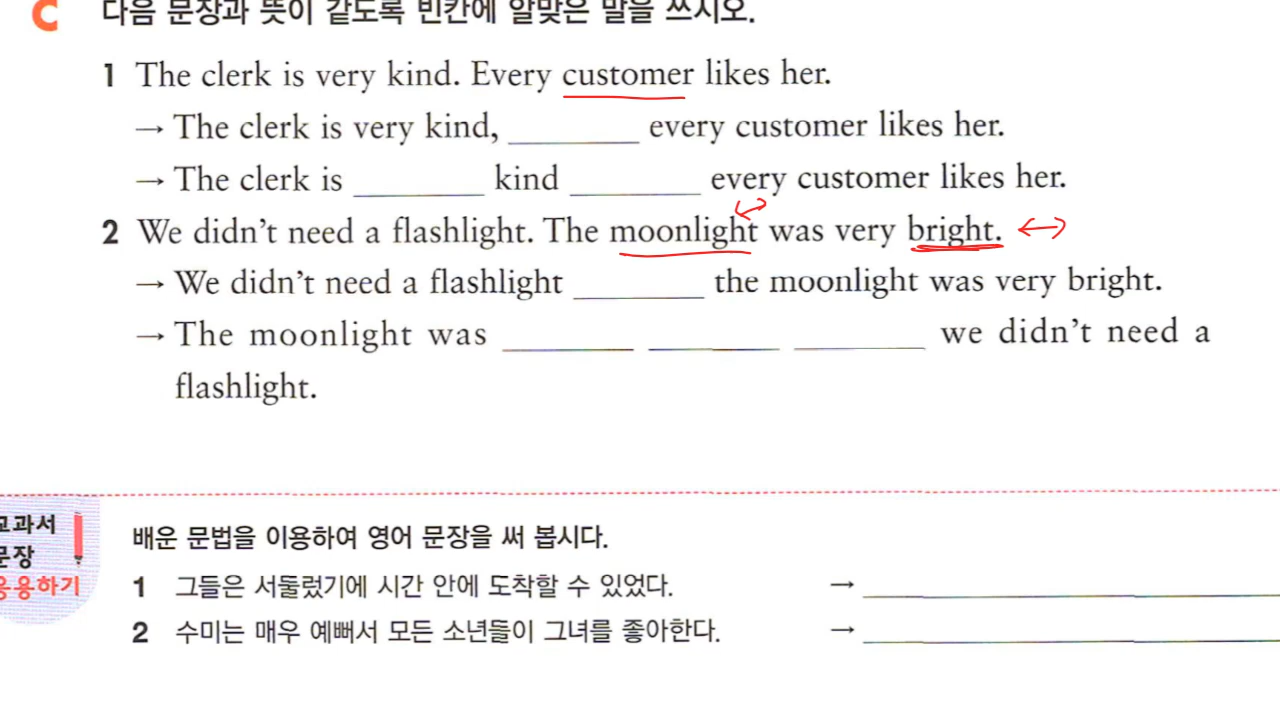 C 다음 문장과 뜻이 같도록 빈칸에 알맞은 말을 쓰시오.
1 The clerk is very kind. Every customer likes her.
→ The clerk is very kind, ________ every customer likes her.
→ The clerk is ________ kind ________ every customer likes her.
2 We didn't need a flashlight. The moonlight was very bright.
→ We didn't need a flashlight ________ the moonlight was very bright.
→ The moonlight was ________ ________ ________ we didn't need a
flashlight.
교과서
문장
응용하기
배운 문법을 이용하여 영어 문장을 써 봅시다.
1 그들은 서둘렀기에 시간 안에 도착할 수 있었다. → ________
2 수미는 매우 예뻐서 모든 소년들이 그녀를 좋아한다. → ________